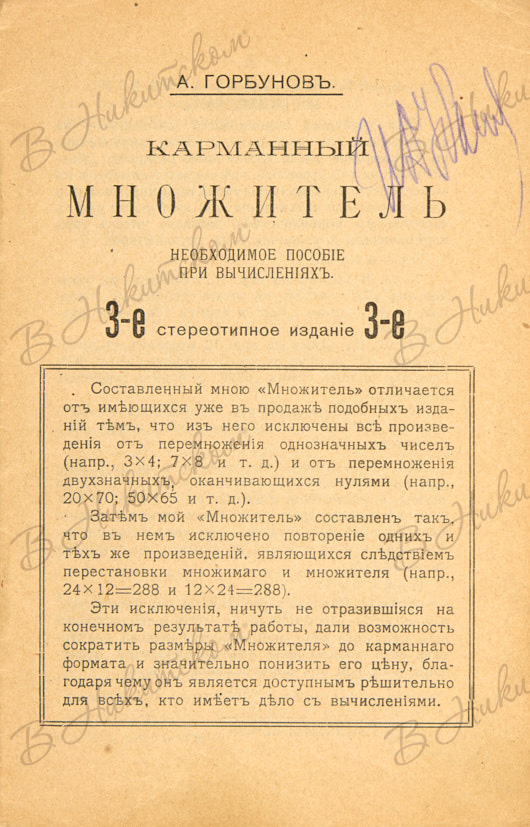 А. ГОРБУНОВЪ.
КАРМАННЫЙ
МНОЖИТЕЛЬ
НЕОБХОДИМОЕ ПОСОБІЕ
ПРИ ВЫЧИСЛЕНІЯХЪ.
3-е стереотипное изданіе 3-е
Составленный мною «Множитель» отличается
отъ имѣющихся уже въ продажѣ подобныхъ изда-
ній тѣмъ, что изъ него исключены всѣ произве-
денія отъ перемноженія однозначныхъ чиселъ
(напр., 3×4; 7×8 и т. д.) и отъ перемноженія
двухзначныхъ, оканчивающихся нулями (напр.,
20×70; 50×65 и т. д.).
Затѣмъ мой «Множитель» составленъ такъ,
что въ немъ исключено повтореніе однихъ и
тѣхъ же произведеній, являющихся слѣдствіемъ
перестановки множимаго и множителя (напр.,
24×12=288 и 12×24=288).
Эти исключенія, ничуть не отразившіяся на
конечномъ результатѣ работы, дали возможность
сократить размѣры «Множителя» до карманнаго
формата и значительно понизить его цѣну, бла-
годаря чему онъ является доступнымъ рѣшительно
для всѣхъ, кто имѣетъ дѣло съ вычисленіями.
В Никитском
В Никитском
В Никитском
В Никитском
В Никитском